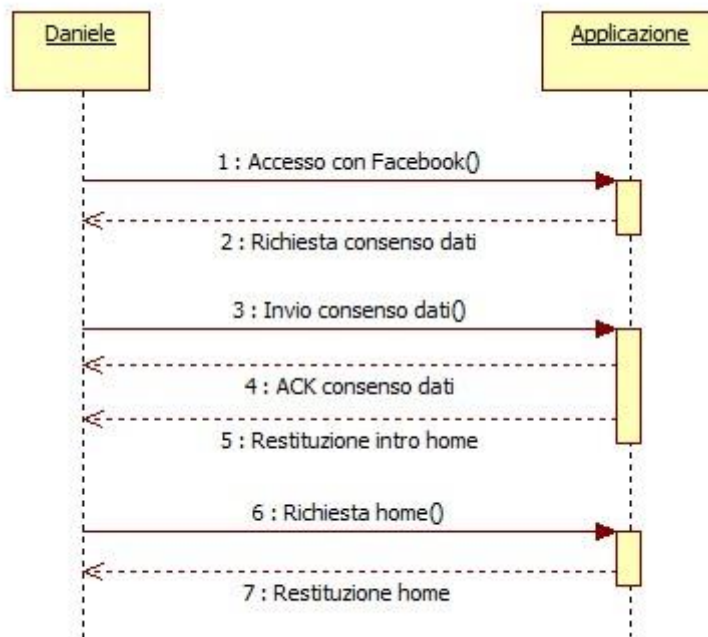 Daniele
Applicazione
1 : Accesso con Facebook()
2 : Richiesta consenso dati
3 : Invio consenso dati()
4 : ACK consenso dati
5 : Restituzione intro home
6 : Richiesta home()
7 : Restituzione home